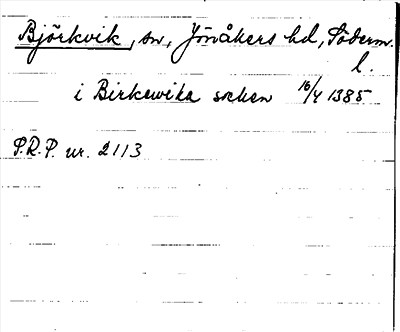 Björkvik, sn, Jönåkers hd, Söderm.
l.
i Birkewika socken 16/4 1385
P.R.P. nr. 2113